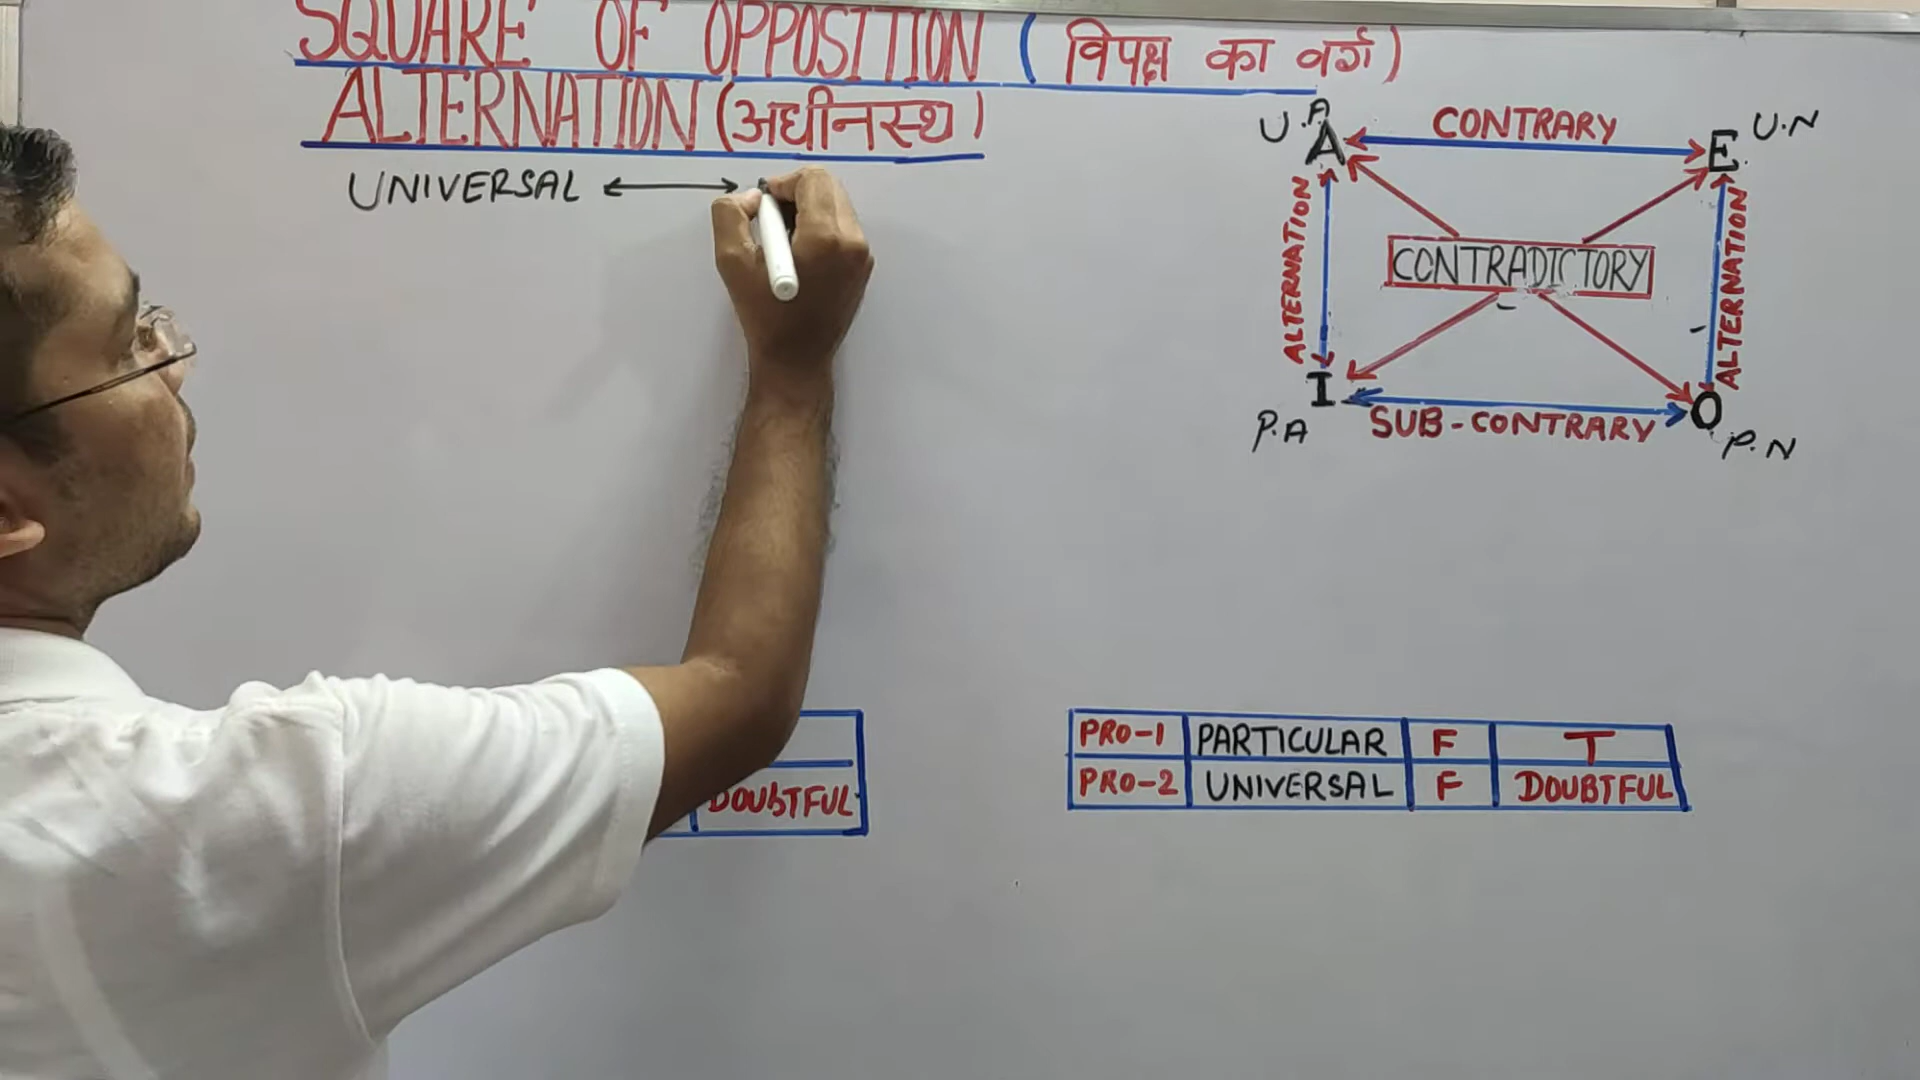 SQUARE OF OPPOSITION (विपक्ष का वर्ग)
ALTERNATION (अधीनस्थ)
UNIVERSAL
U.A
A
CONTRARY
E
U.N
ALTERNATION
CONTRADICTORY
ALTERNATION
I
SUB-CONTRARY
O
P.A
P.N
DOUBTFUL
PRO-1 PARTICULAR F T
PRO-2 UNIVERSAL F DOUBTFUL